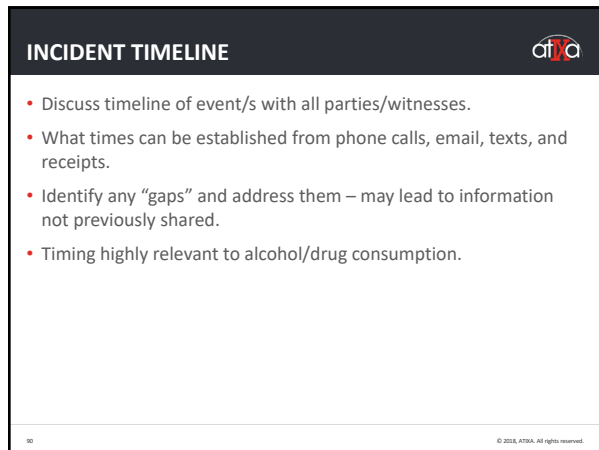 INCIDENT TIMELINE
atIXa
• Discuss timeline of event/s with all parties/witnesses.
• What times can be established from phone calls, email, texts, and
receipts.
• Identify any “gaps” and address them – may lead to information
not previously shared.
• Timing highly relevant to alcohol/drug consumption.
90
© 2018, ATIXA. All rights reserved.